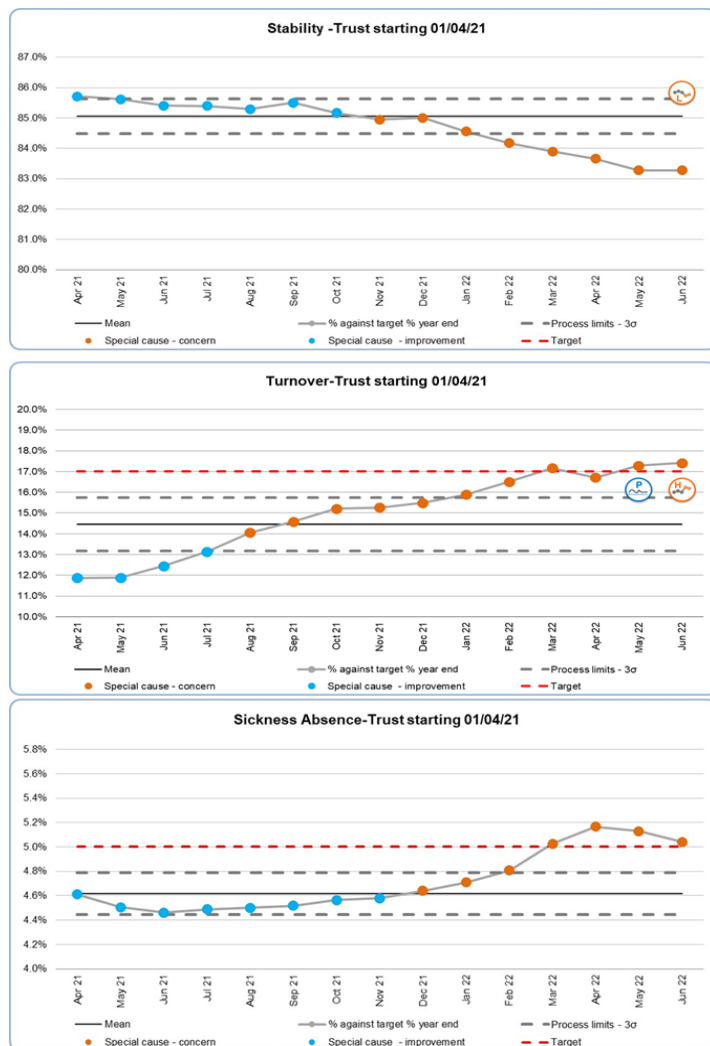 Stability -Trust starting 01/04/21
87.0%
86.0%
85.0%
84.0%
83.0%
82.0%
81.0%
80.0%
L
Apr 21 May 21 Jun 21 Jul 21 Aug 21 Sep 21 Oct 21 Nov 21 Dec 21 Jan 22 Feb 22 Mar 22 Apr 22 May 22 Jun 22
Mean % against target % year end Process limits - 3σ
Special cause - concern Special cause - improvement Target
Turnover-Trust starting 01/04/21
20.0%
19.0%
18.0%
17.0%
16.0%
15.0%
14.0%
13.0%
12.0%
11.0%
10.0%
P H
Apr 21 May 21 Jun 21 Jul 21 Aug 21 Sep 21 Oct 21 Nov 21 Dec 21 Jan 22 Feb 22 Mar 22 Apr 22 May 22 Jun 22
Mean % against target % year end Process limits - 3σ
Special cause - concern Special cause - improvement Target
Sickness Absence-Trust starting 01/04/21
5.8%
5.6%
5.4%
5.2%
5.0%
4.8%
4.6%
4.4%
4.2%
4.0%
Apr 21 May 21 Jun 21 Jul 21 Aug 21 Sep 21 Oct 21 Nov 21 Dec 21 Jan 22 Feb 22 Mar 22 Apr 22 May 22 Jun 22
Mean % against target % year end Process limits - 3σ
Special cause - concern Special cause - improvement Target